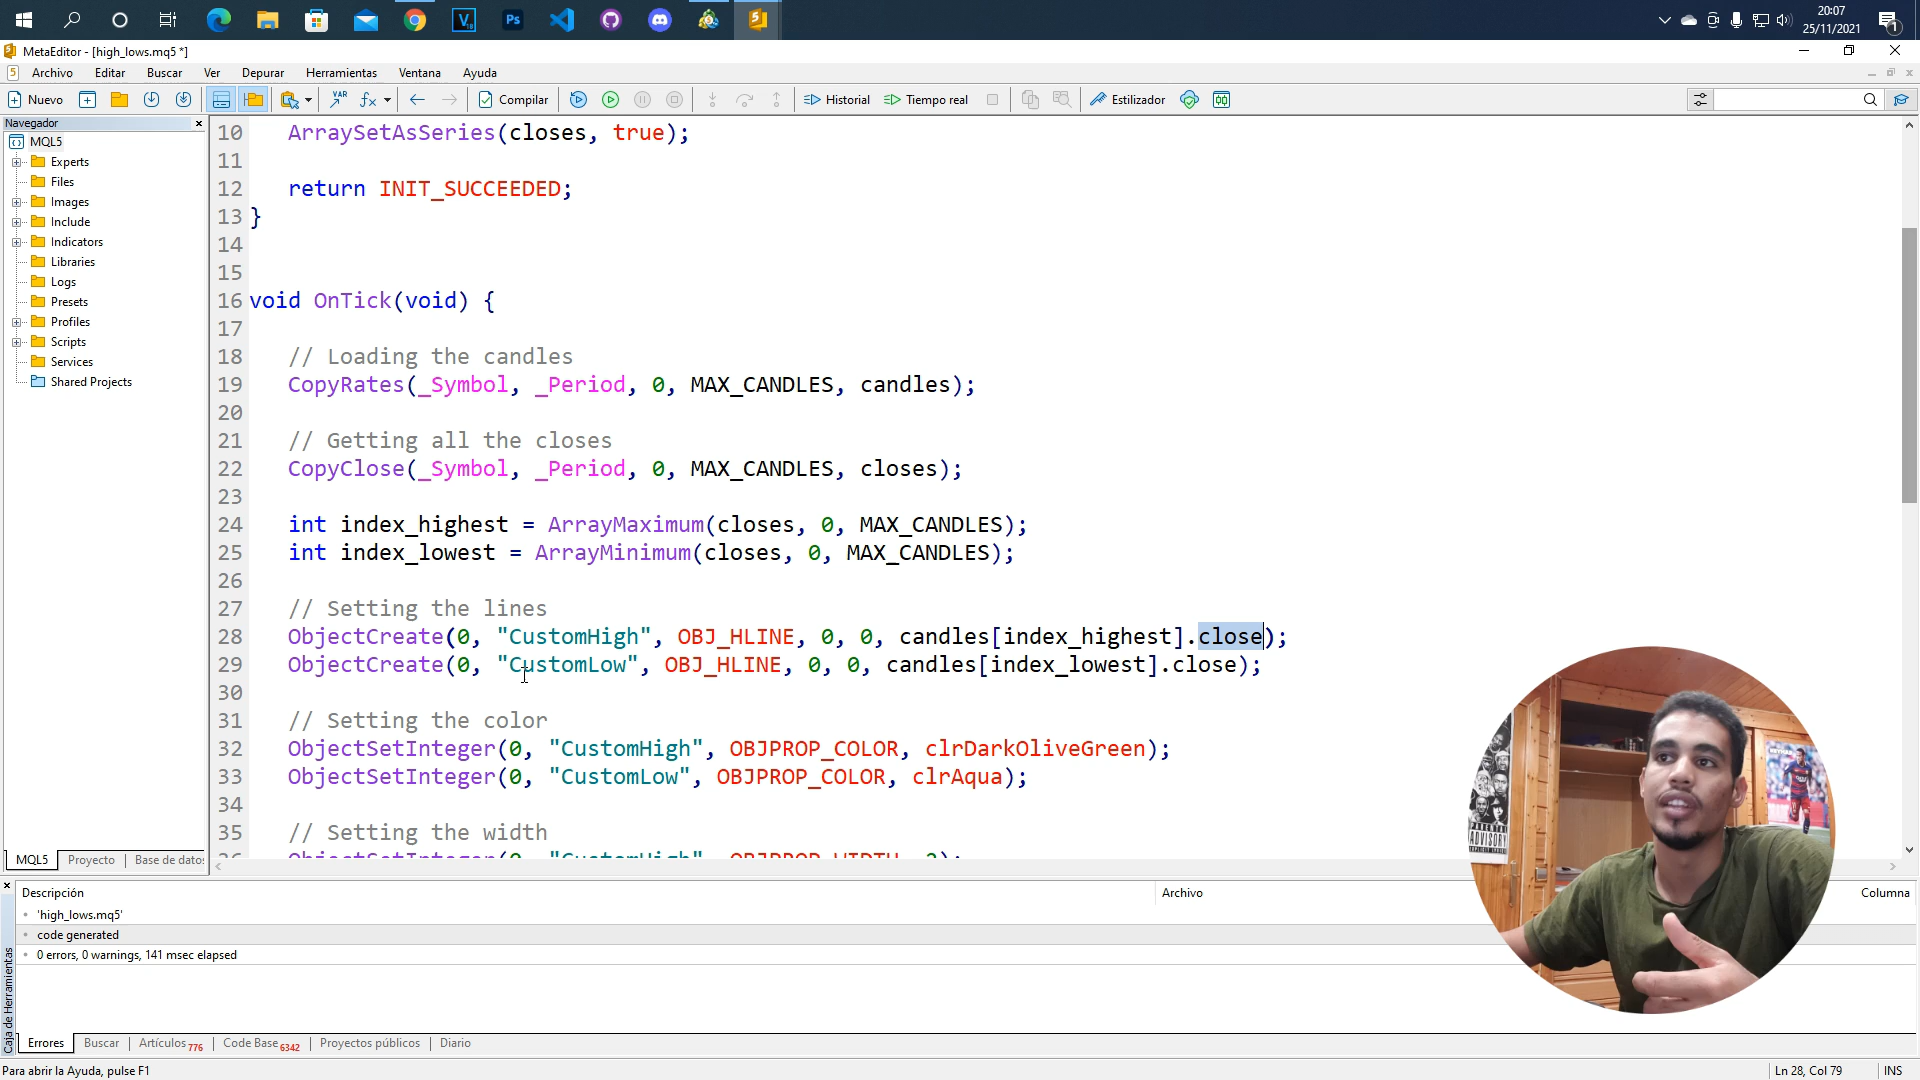 20:07
25/11/2021
1
MetaEditor - [high_lows.mq5 *]
Archivo Editar Buscar Ver Depurar Herramientas Ventana Ayuda
Nuevo VAR Compilar Historial Tiempo real Estilizador
Navegador
MQL5
Experts
Files
Images
Include
Indicators
Libraries
Logs
Presets
Profiles
Scripts
Services
Shared Projects
MQL5 Proyecto Base de datos
10 ArraySetAsSeries(closes, true);
11
12 return INIT_SUCCEEDED;
13 }
14
15
16 void OnTick(void) {
17
18 // Loading the candles
19 CopyRates(_Symbol, _Period, 0, MAX_CANDLES, candles);
20
21 // Getting all the closes
22 CopyClose(_Symbol, _Period, 0, MAX_CANDLES, closes);
23
24 int index_highest = ArrayMaximum(closes, 0, MAX_CANDLES);
25 int index_lowest = ArrayMinimum(closes, 0, MAX_CANDLES);
26
27 // Setting the lines
28 ObjectCreate(0, "CustomHigh", OBJ_HLINE, 0, 0, candles[index_highest].close);
29 ObjectCreate(0, "CustomLow", OBJ_HLINE, 0, 0, candles[index_lowest].close);
30
31 // Setting the color
32 ObjectSetInteger(0, "CustomHigh", OBJPROP_COLOR, clrDarkOliveGreen);
33 ObjectSetInteger(0, "CustomLow", OBJPROP_COLOR, clrAqua);
34
35 // Setting the width
Descripción Archivo Columna
'high_lows.mq5'
code generated
0 errors, 0 warnings, 141 msec elapsed
Caja de Herramientas
Errores Buscar Artículos 776 Code Base 6342 Proyectos públicos Diario
Para abrir la Ayuda, pulse F1 Ln 28, Col 79 INS